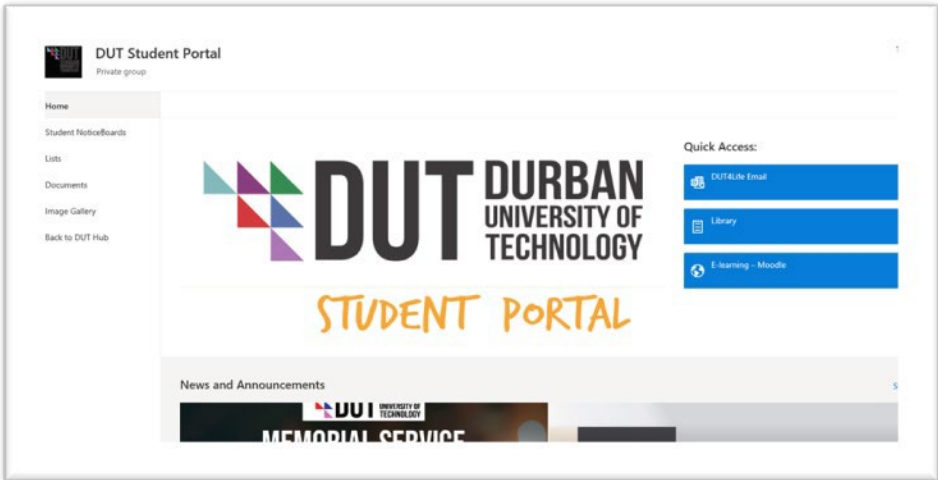 DUT Student Portal
Private group
Home
Student NoticeBoards
Lists
Documents
Image Gallery
Back to DUT Hub
DUT DURBAN
UNIVERSITY OF
TECHNOLOGY
STUDENT PORTAL
Quick Access:
DUT4Life Email
Library
E-learning – Moodle
News and Announcements
DUT UNIVERSITY OF
TECHNOLOGY
MEMORIAL SERVICE